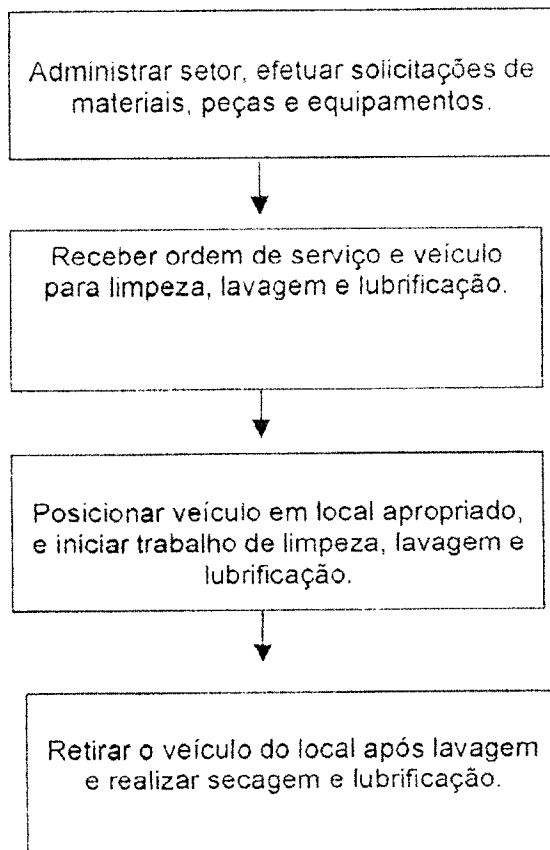 Administrar setor, efetuar solicitações de
materiais, peças e equipamentos.
Receber ordem de serviço e veículo
para limpeza, lavagem e lubrificação.
Posicionar veículo em local apropriado,
e iniciar trabalho de limpeza, lavagem e
lubrificação.
Retirar o veículo do local após lavagem
e realizar secagem e lubrificação.